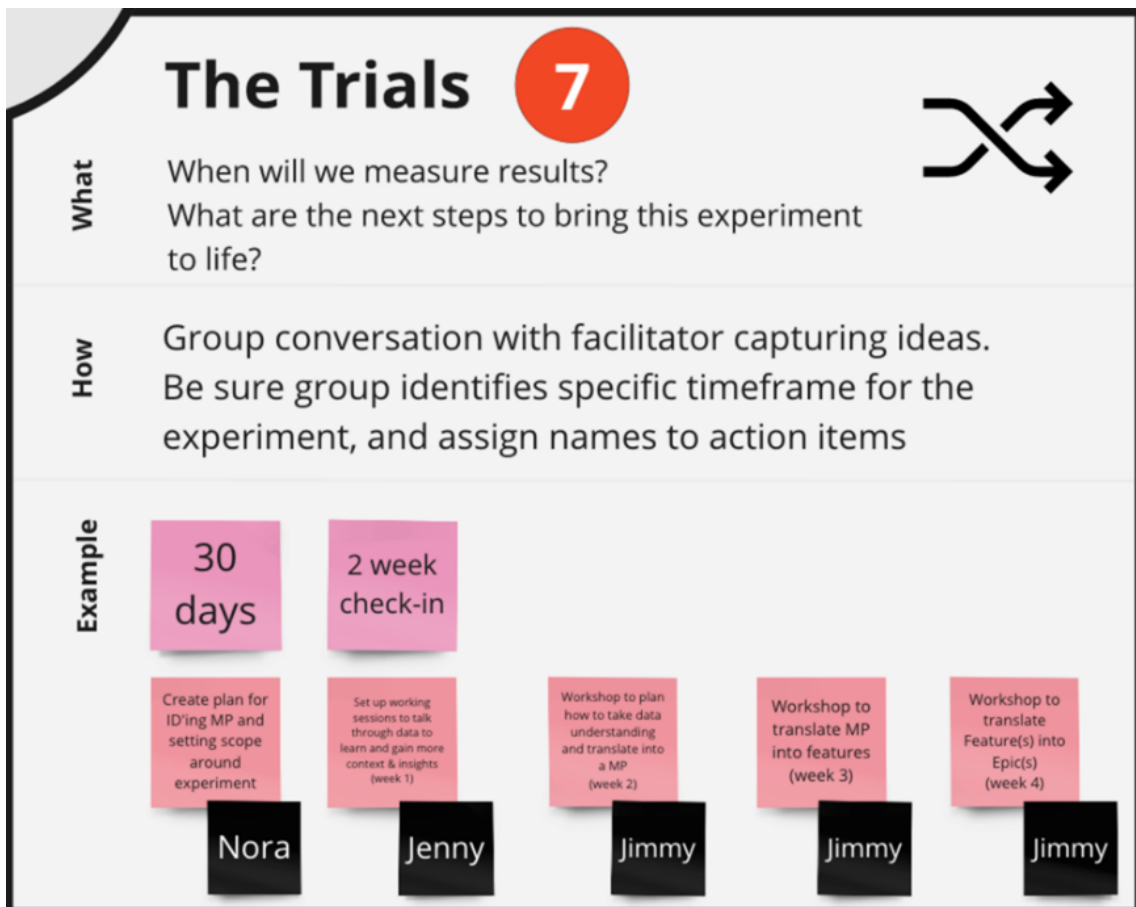 The Trials
7
What
When will we measure results?
What are the next steps to bring this experiment
to life?
How
Group conversation with facilitator capturing ideas.
Be sure group identifies specific timeframe for the
experiment, and assign names to action items
Example
30
days
2 week
check-in
Create plan for
ID'ing MP and
setting scope
around
experiment
Nora
Set up working
sessions to talk
through data to
learn and gain more
context & insights
(week 1)
Jenny
Workshop to plan
how to take data
understanding
and translate into
a MP
(week 2)
Jimmy
Workshop to
translate MP
into features
(week 3)
Jimmy
Workshop to
translate
Feature(s) into
Epic(s)
(week 4)
Jimmy